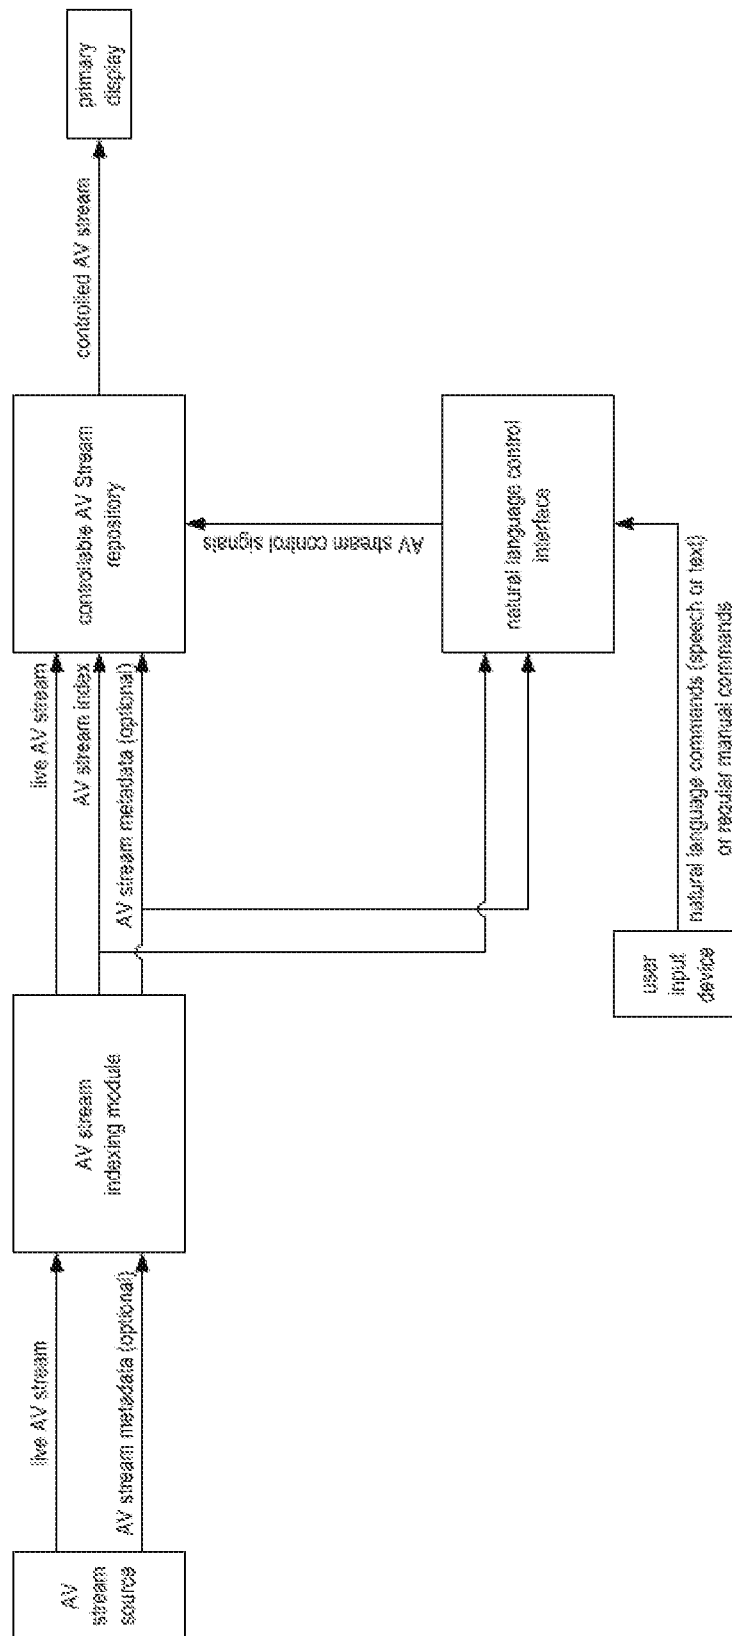 AV
stream
source
live AV stream
AV stream metadata (optional)
AV stream
indexing module
live AV stream
AV stream index
AV stream metadata (optional)
controllable AV Stream
repository
controlled AV stream
primary
display
AV stream control signals
natural language control
interface
user
input
device
natural language commands (speech or text)
or regular manual commands